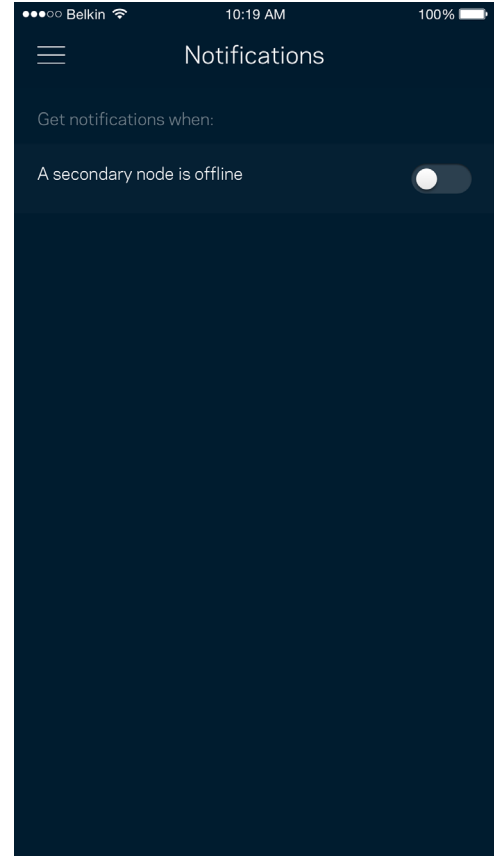 Belkin 10:19 AM 100%
Notifications
Get notifications when:
A secondary node is offline